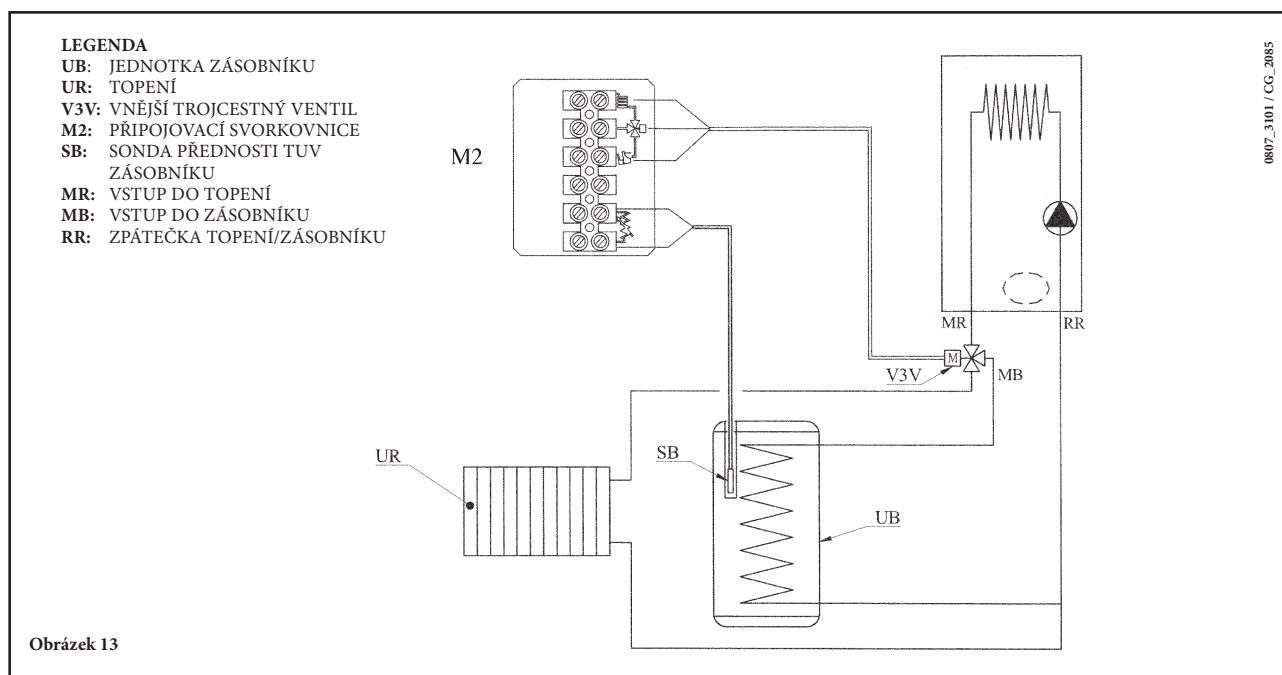 LEGENDA
UB: JEDNOTKA ZÁSOBNÍKU
UR: TOPENÍ
V3V: VNĚJŠÍ TROJCESTNÝ VENTIL
M2: PŘIPOJOVACÍ SVORKOVNICE
SB: SONDA PŘEDNOSTI TUV
ZÁSOBNÍKU
MR: VSTUP DO TOPENÍ
MB: VSTUP DO ZÁSOBNÍKU
RR: ZPÁTEČKA TOPENÍ/ZÁSOBNÍKU
M2
0807_3101 / CG_2085
MR
RR
M
V3V
MB
SB
UR
UB
Obrázek 13